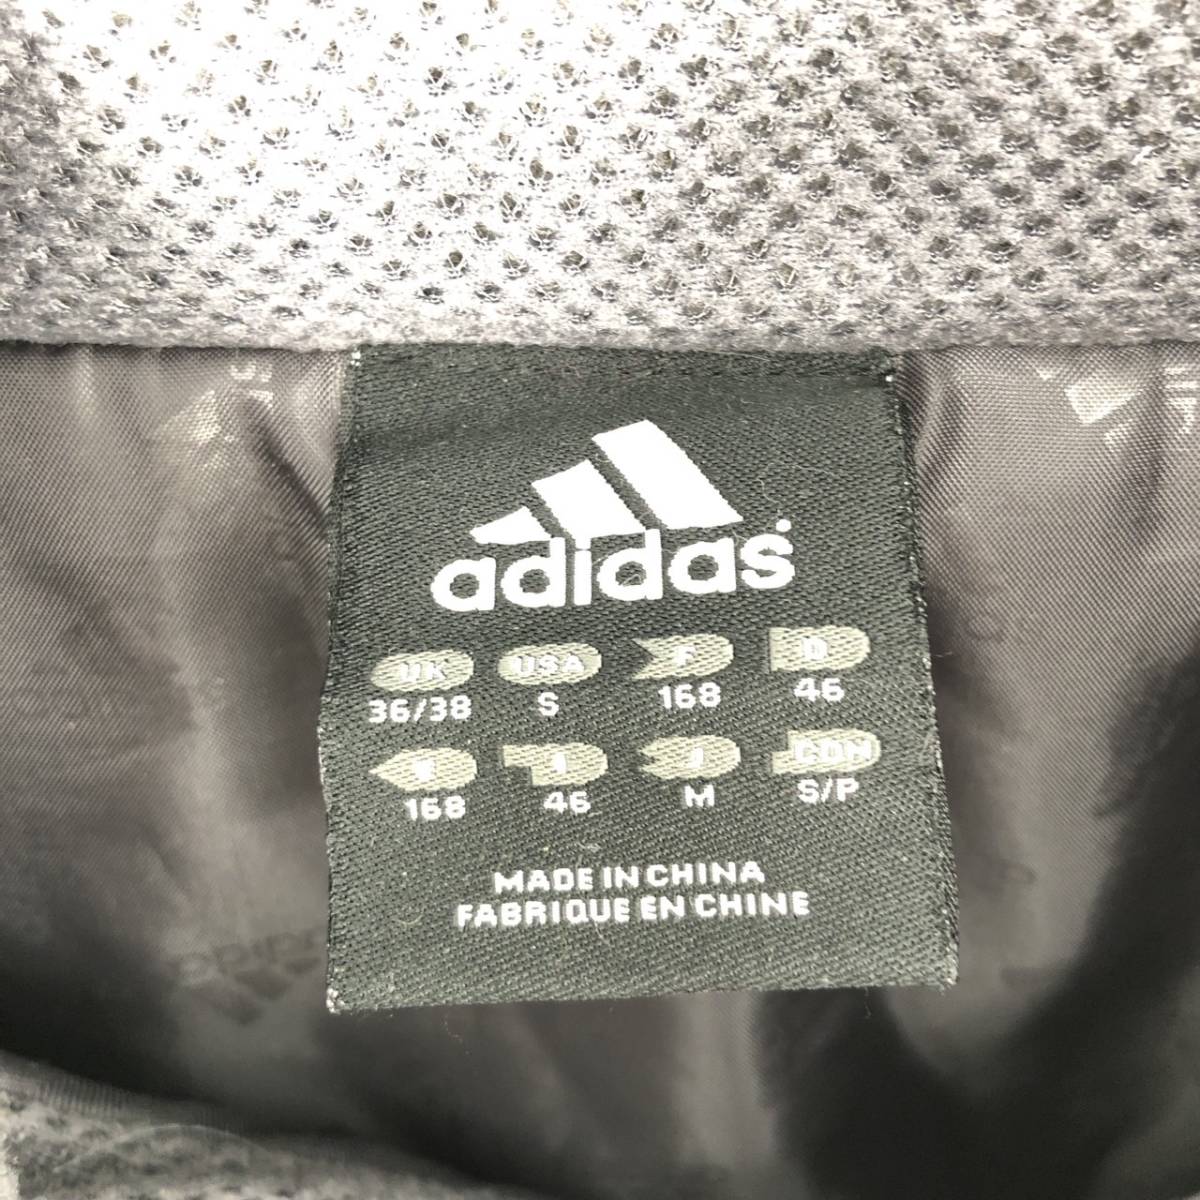 adidas
UK USA F D
36/38 S 168 46
E I J CDN
168 46 M S/P
MADE IN CHINA
FABRIQUE EN CHINE